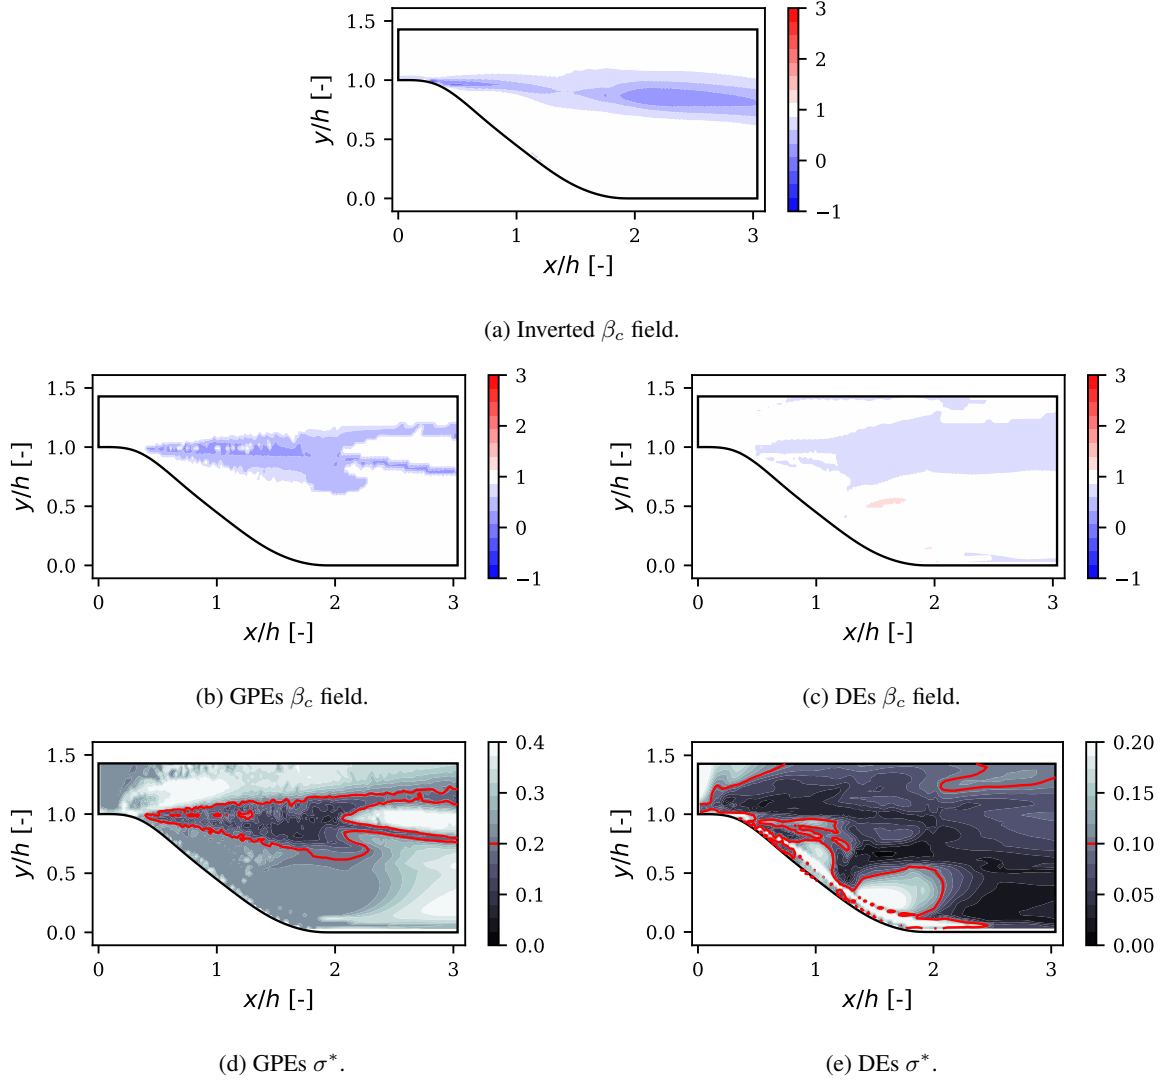 1.5
1.0
0.5
0.0
y/h [-]
0 1 2 3
x/h [-]
3
2
1
0
−1
(a) Inverted βc field.
1.5
1.0
0.5
0.0
y/h [-]
0 1 2 3
x/h [-]
3
2
1
0
−1
(b) GPEs βc field.
1.5
1.0
0.5
0.0
y/h [-]
0 1 2 3
x/h [-]
3
2
1
0
−1
(c) DEs βc field.
1.5
1.0
0.5
0.0
y/h [-]
0 1 2 3
x/h [-]
0.4
0.3
0.2
0.1
0.0
(d) GPEs σ*.
1.5
1.0
0.5
0.0
y/h [-]
0 1 2 3
x/h [-]
0.20
0.15
0.10
0.05
0.00
(e) DEs σ*.